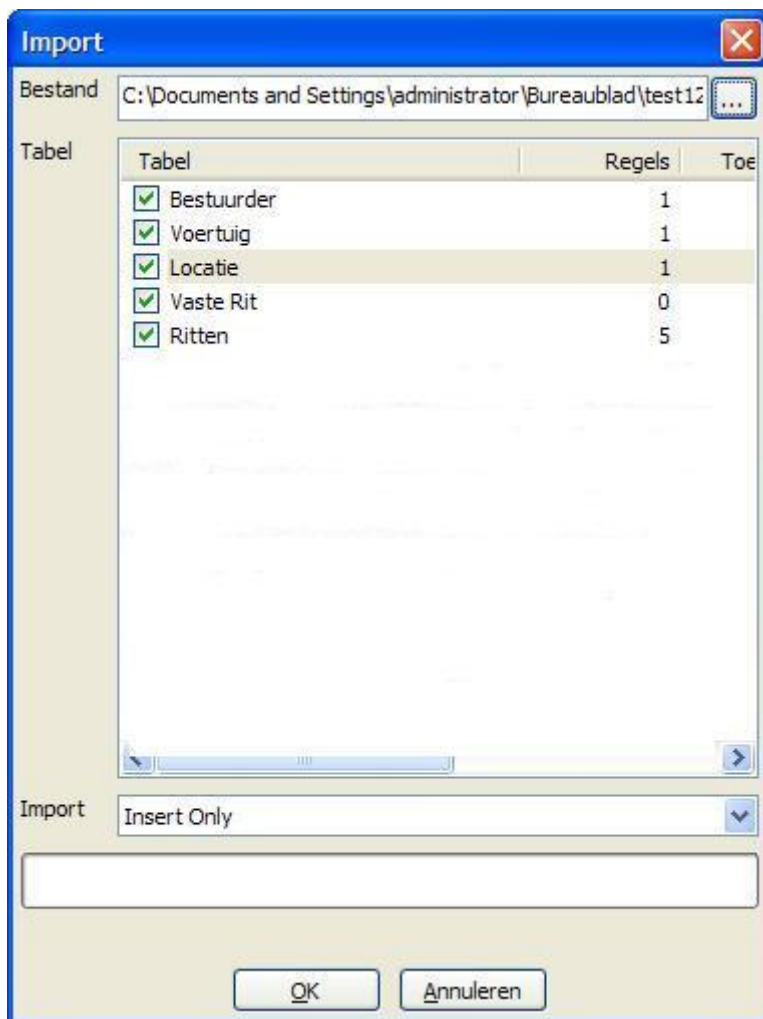 Import
Bestand C:\Documents and Settings\administrator\Bureaublad\test12 ...
Tabel
Tabel Regels Toe
Bestuurder 1
Voertuig 1
Locatie 1
Vaste Rit 0
Ritten 5
Import Insert Only
OK Annuleren